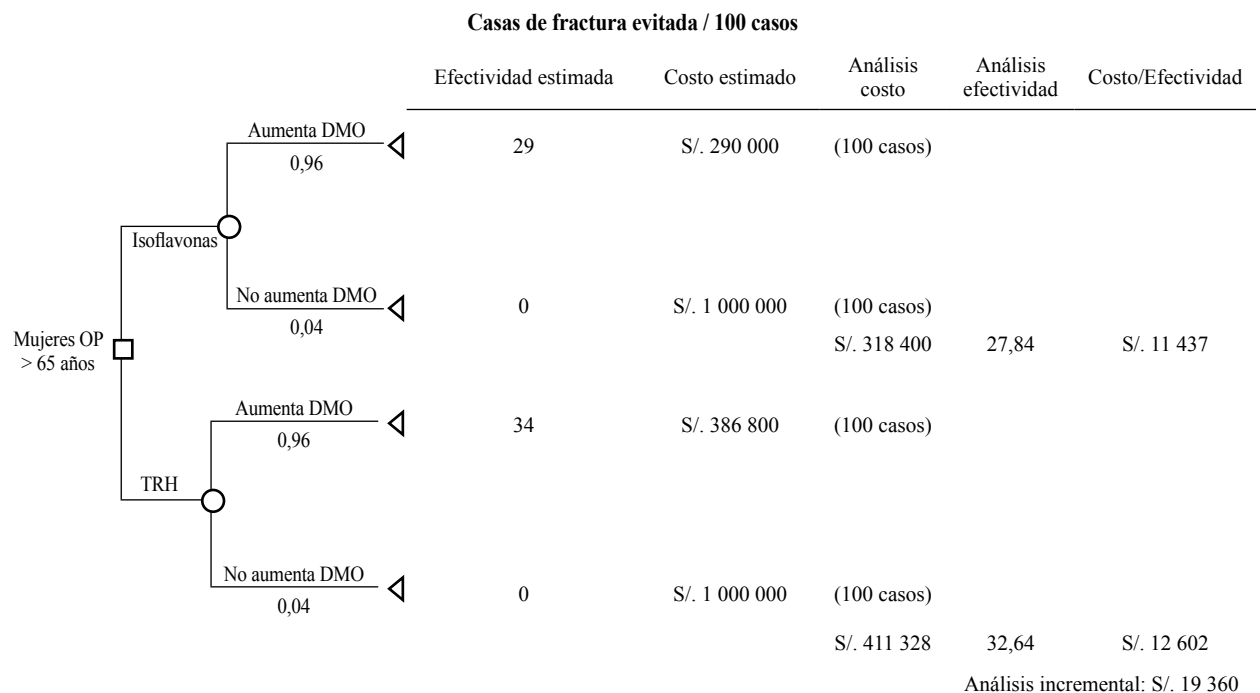 Casas de fractura evitada / 100 casos
Efectividad estimada Costo estimado Análisis costo Análisis efectividad Costo/Efectividad
Aumenta DMO 29 S/. 290 000 (100 casos)
0,96
Isoflavonas
No aumenta DMO 0 S/. 1 000 000 (100 casos)
0,04
Mujeres OP
> 65 años
S/. 318 400 27,84 S/. 11 437
Aumenta DMO 34 S/. 386 800 (100 casos)
0,96
TRH
No aumenta DMO 0 S/. 1 000 000 (100 casos)
0,04
S/. 411 328 32,64 S/. 12 602
Análisis incremental: S/. 19 360